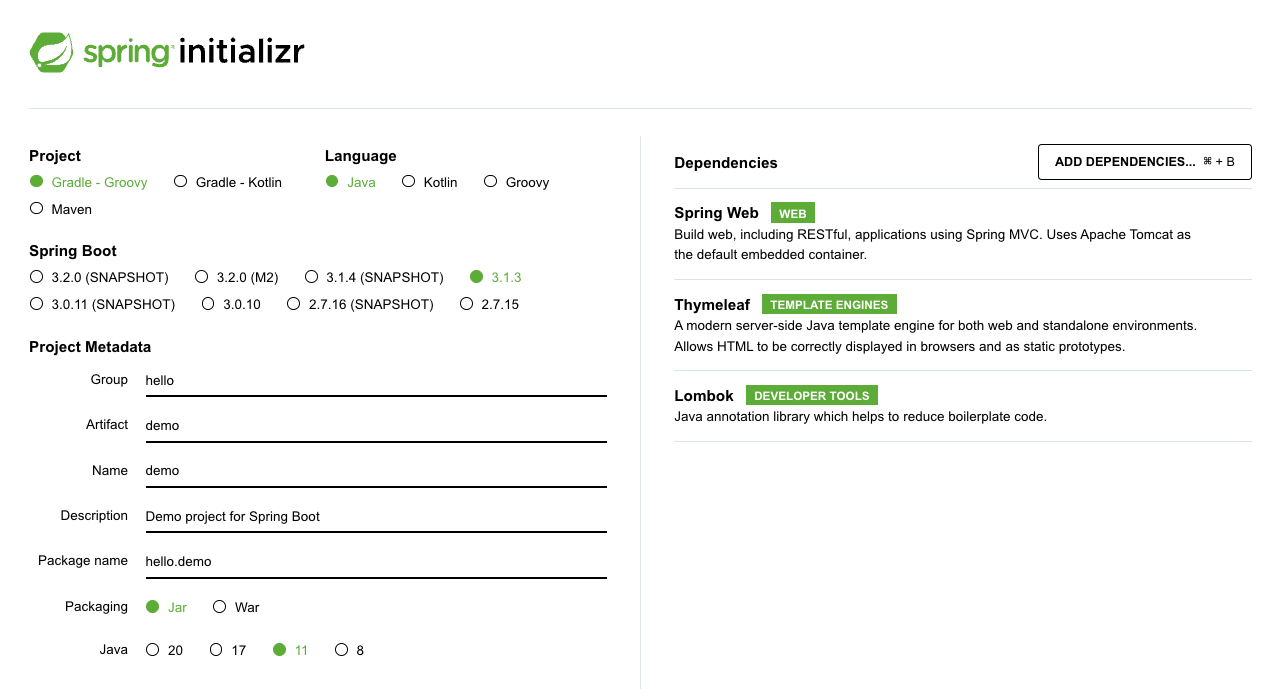 spring initializr
Project
Gradle - Groovy Gradle - Kotlin
Maven
Language
Java Kotlin Groovy
Spring Boot
3.2.0 (SNAPSHOT) 3.2.0 (M2) 3.1.4 (SNAPSHOT) 3.1.3
3.0.11 (SNAPSHOT) 3.0.10 2.7.16 (SNAPSHOT) 2.7.15
Project Metadata
Group hello
Artifact demo
Name demo
Description Demo project for Spring Boot
Package name hello.demo
Packaging Jar War
Java 20 17 11 8
Dependencies ADD DEPENDENCIES... ⌘ + B
Spring Web WEB
Build web, including RESTful, applications using Spring MVC. Uses Apache Tomcat as
the default embedded container.
Thymeleaf TEMPLATE ENGINES
A modern server-side Java template engine for both web and standalone environments.
Allows HTML to be correctly displayed in browsers and as static prototypes.
Lombok DEVELOPER TOOLS
Java annotation library which helps to reduce boilerplate code.